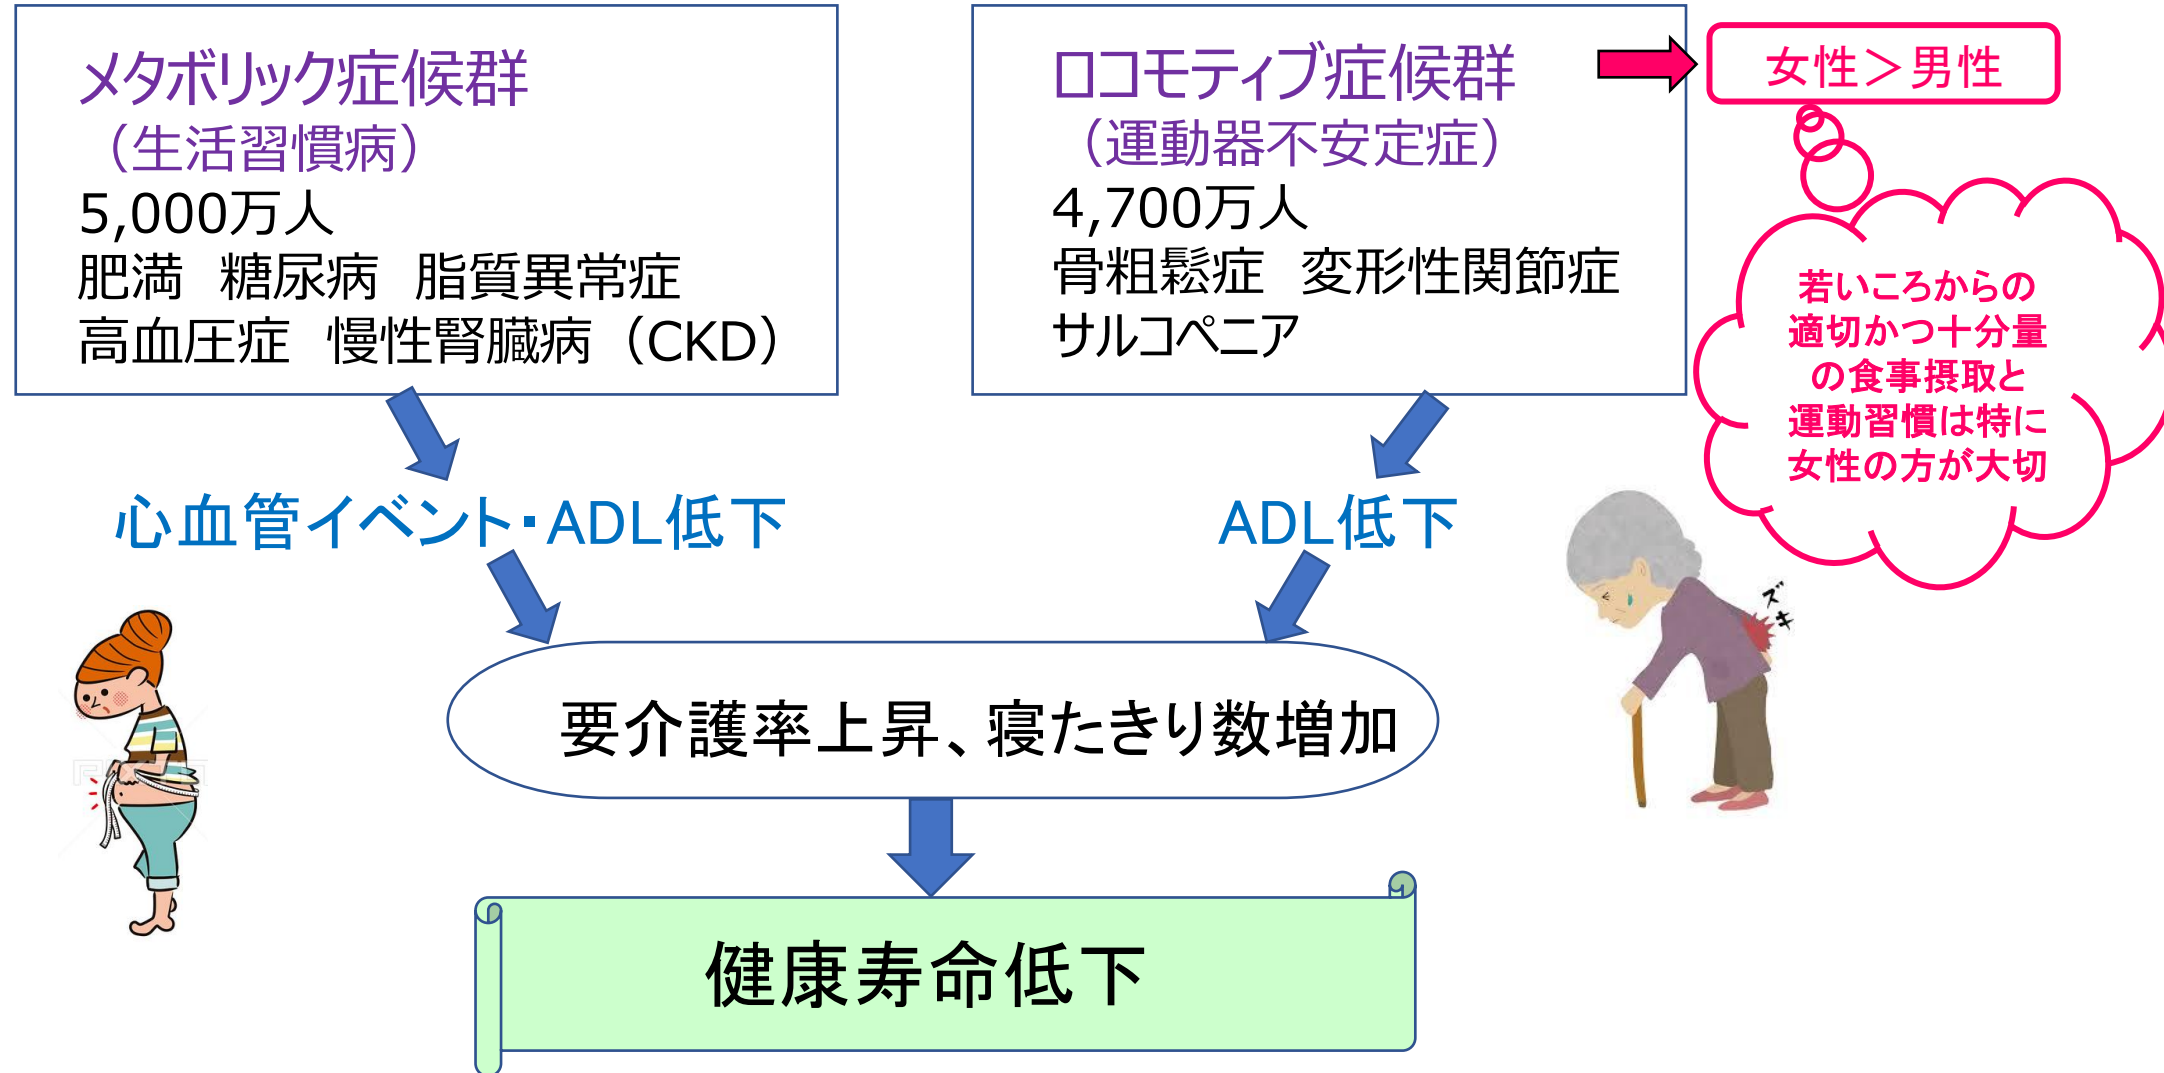 メタボリック症候群
（生活習慣病）
5,000万人
肥満　糖尿病　脂質異常症
高血圧症　慢性腎臓病（CKD）
ロコモティブ症候群
（運動器不安定症）
4,700万人
骨粗鬆症　変形性関節症
サルコペニア
女性＞男性
若いころからの
適切かつ十分量
の食事摂取と
運動習慣は特に
女性の方が大切
心血管イベント・ADL低下
ADL低下
ズキ
要介護率上昇、寝たきり数増加
健康寿命低下